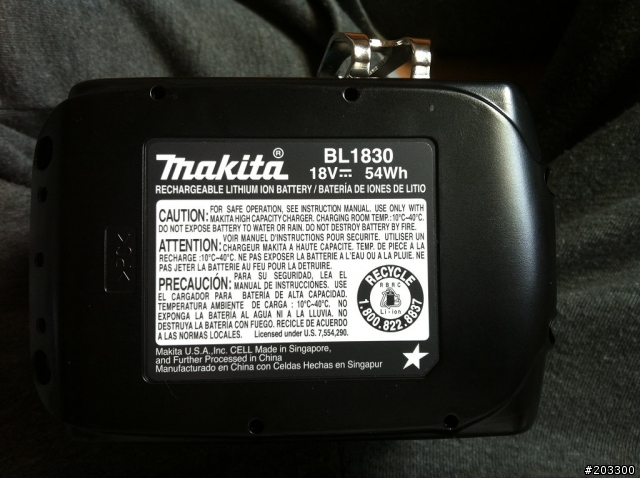 makita®
BL1830
18V⎓ 54Wh
RECHARGEABLE LITHIUM ION BATTERY / BATERÍA DE IONES DE LITIO
CAUTION: FOR SAFE OPERATION, SEE INSTRUCTION MANUAL. USE ONLY WITH
MAKITA HIGH CAPACITY CHARGER. CHARGING ROOM TEMP.:10°C–40°C.
DO NOT EXPOSE BATTERY TO WATER OR RAIN. DO NOT DESTROY BATTERY BY FIRE.
ATTENTION: VOIR MANUEL D'INSTRUCTIONS POUR SECURITE. UTILISER UN
CHARGEUR MAKITA A HAUTE CAPACITE. TEMP. DE PIECE A LA
RECHARGE :10°C–40°C. NE PAS EXPOSER LA BATTERIE A L'EAU OU A LA PLUIE. NE
PAS JETER LA BATTERIE AU FEU POUR LA DETRUIRE.
PRECAUCIÓN: PARA SU SEGURIDAD, LEA EL
MANUAL DE INSTRUCCIONES. USE
EL CARGADOR PARA BATERÍA DE ALTA CAPACIDAD.
TEMPERATURA AMBIENTE DE CARGA : 10°C–40°C. NO
EXPONGA LA BATERÍA AL AGUA NI A LA LLUVIA. NO
DESTRUYA LA BATERÍA CON FUEGO. RECICLE DE ACUERDO
A LAS NORMAS LOCALES. Licensed under U.S. 7,554,290.
RECYCLE
RBRC
Li-ion
1.800.822.8837
Makita U.S.A.,Inc. CELL Made in Singapore,
and Further Processed in China
Manufacturado en China con Celdas Hechas en Singapur
#203300